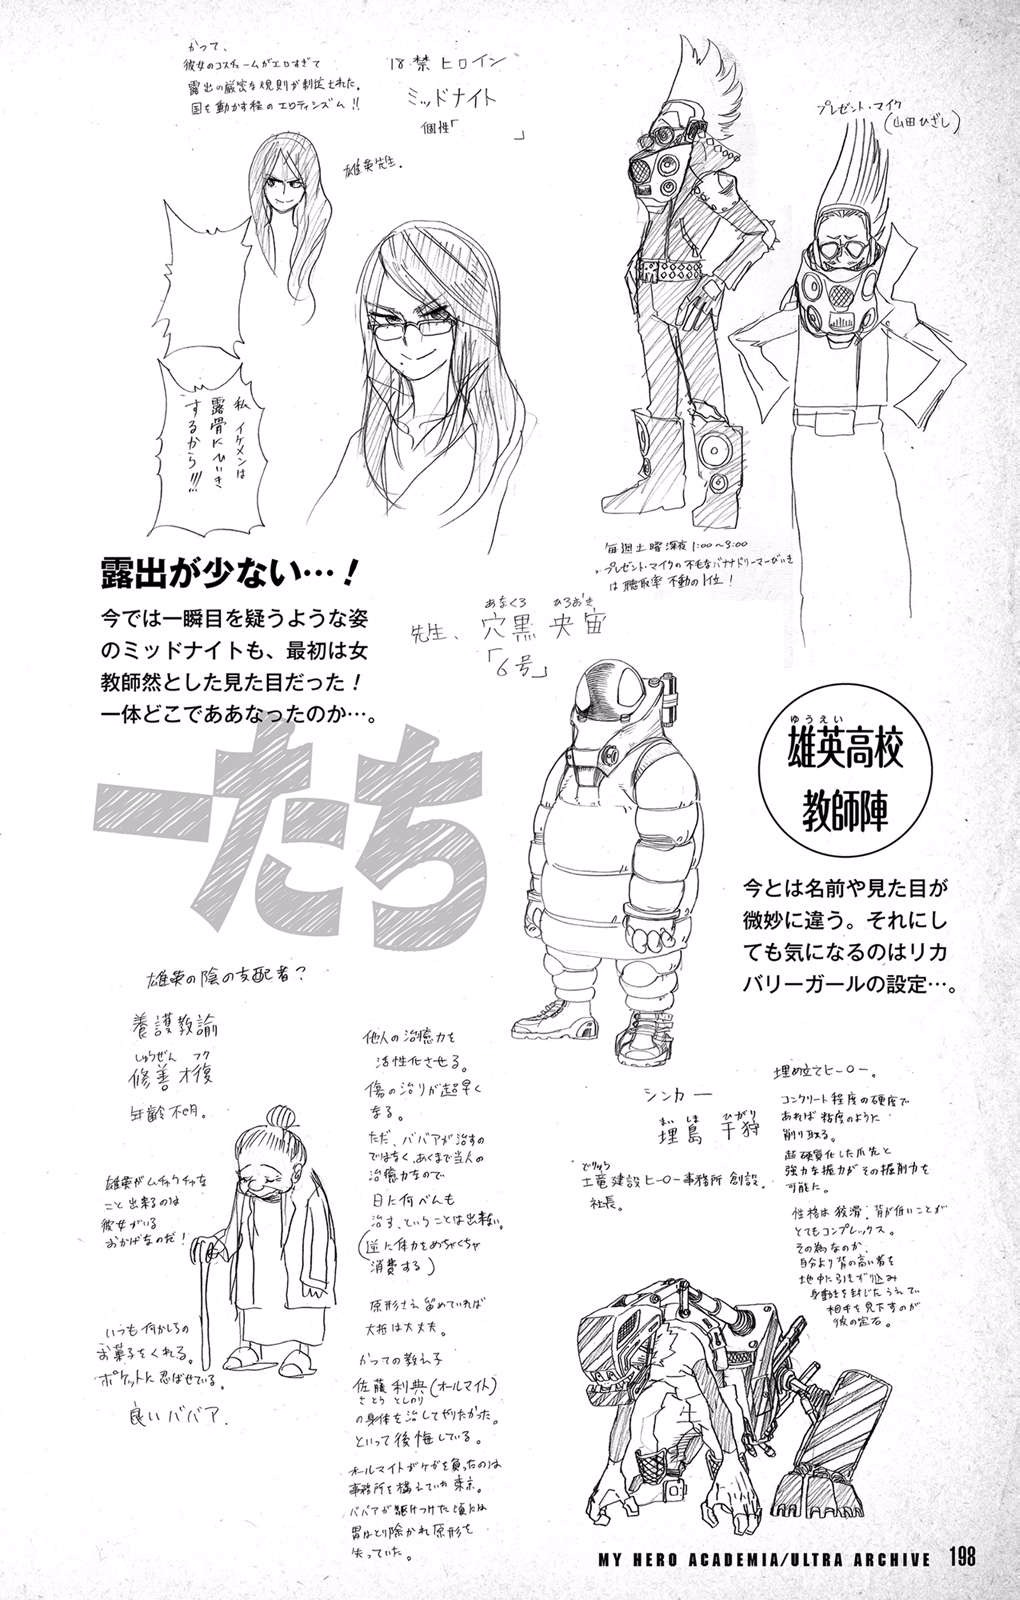 かつて、
彼女のコスチュームがエロすぎて
露出の厳密な規則が制定された。
国を動かす程のエロティシズム!!
18禁ヒロイン
ミッドナイト
個性「　　　」
雄英先生.
私 イケメンは
露骨にひいき
するから!!!
プレゼント・マイク
(山田ひざし)
毎週土曜深夜1:00〜3:00
プレゼント・マイクの不毛なバナナドリーマーびいき
は聴取率 不動の1位!
露出が少ない…!
今では一瞬目を疑うような姿
のミッドナイトも、最初は女
教師然とした見た目だった!
一体どこでああなったのか…。
先生、
あなくろ ひろおき
穴黒 央宙
「6号」
ーたち
ゆうえい
雄英高校
教師陣
今とは名前や見た目が
微妙に違う。それにし
ても気になるのはリカ
バリーガールの設定…。
雄英の陰の支配者?
養護教諭
しゅうぜん フク
修善 才復
年齢不明。
雄英がムチャクチャな
こと出来るのは
彼女がいる
おかげなのだ!
いつも何かしらの
お菓子をくれる。
ポケットに忍ばせている。
良いババア.
他人の治癒力を
活性化させる。
傷の治りが超早く
なる。
ただ、ババアが治すの
ではなく、あくまで当人の
治癒力なので
日に何べんも
治す、ということは出来ない。
(逆に体力をめちゃくちゃ
消費する)
原形さえ留めていれば
大抵は大丈夫。
かつての教え子
佐藤利典(オールマイト)
さとう としのり
の身体を治してやりたかった。
といって後悔している。
オールマイトがケガを負ったのは
事務所を構えていた東京。
ババアが駆けつけた頃には
胃はとり除かれ原形を
失っていた。
シンカー
まいしま ひがり
埋島 干狩
でりゅう
土竜建設ヒーロー事務所 創設.
社長。
埋め立てヒーロー。
コンクリート程度の硬度で
あれば粘度のように
削り取る。
超硬質化した爪先と
強力な握力がその掘削力を
可能に。
性格は狡滑。背が低いことが
とてもコンプレックス。
その為なのか、
自分より背の高い者を
地中に引きずり込み
身動きを封じたうえで
相手を見下すのが
彼の定石。
MY HERO ACADEMIA/ULTRA ARCHIVE 198